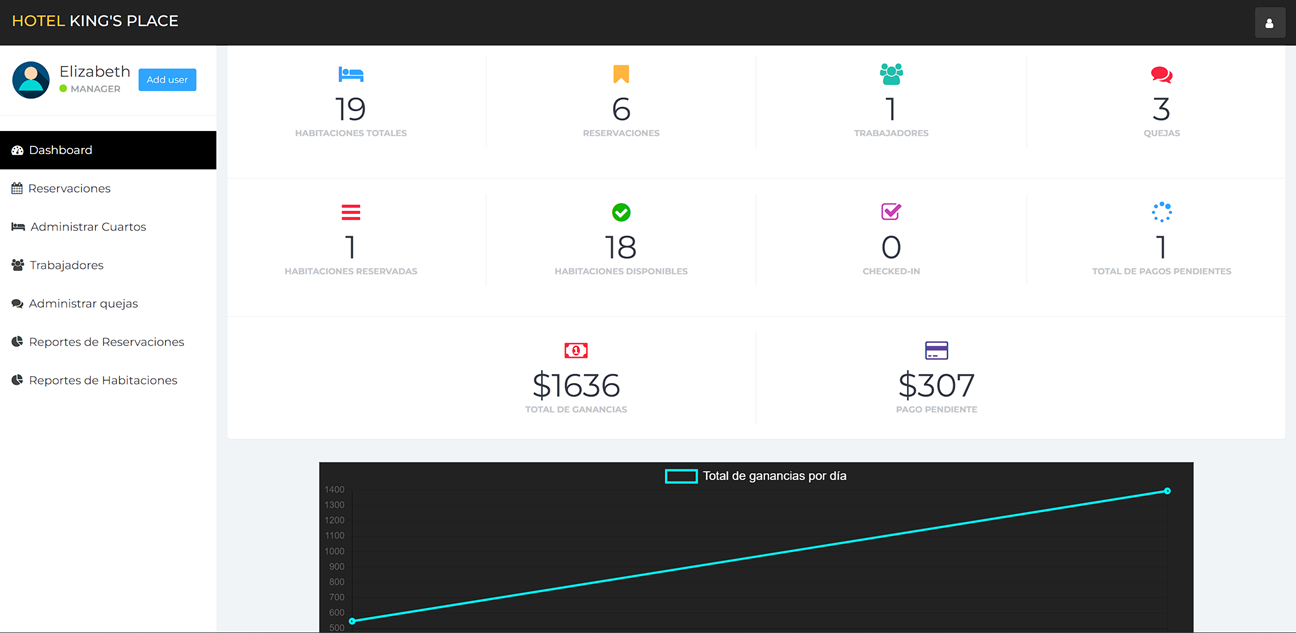 HOTEL KING'S PLACE
Elizabeth
MANAGER
Add user
Dashboard
Reservaciones
Administrar Cuartos
Trabajadores
Administrar quejas
Reportes de Reservaciones
Reportes de Habitaciones
19
HABITACIONES TOTALES
6
RESERVACIONES
1
TRABAJADORES
3
QUEJAS
1
HABITACIONES RESERVADAS
18
HABITACIONES DISPONIBLES
0
CHECKED-IN
1
TOTAL DE PAGOS PENDIENTES
1
$1636
TOTAL DE GANANCIAS
$307
PAGO PENDIENTE
Total de ganancias por día
1400
1300
1200
1100
1000
900
800
700
600
500